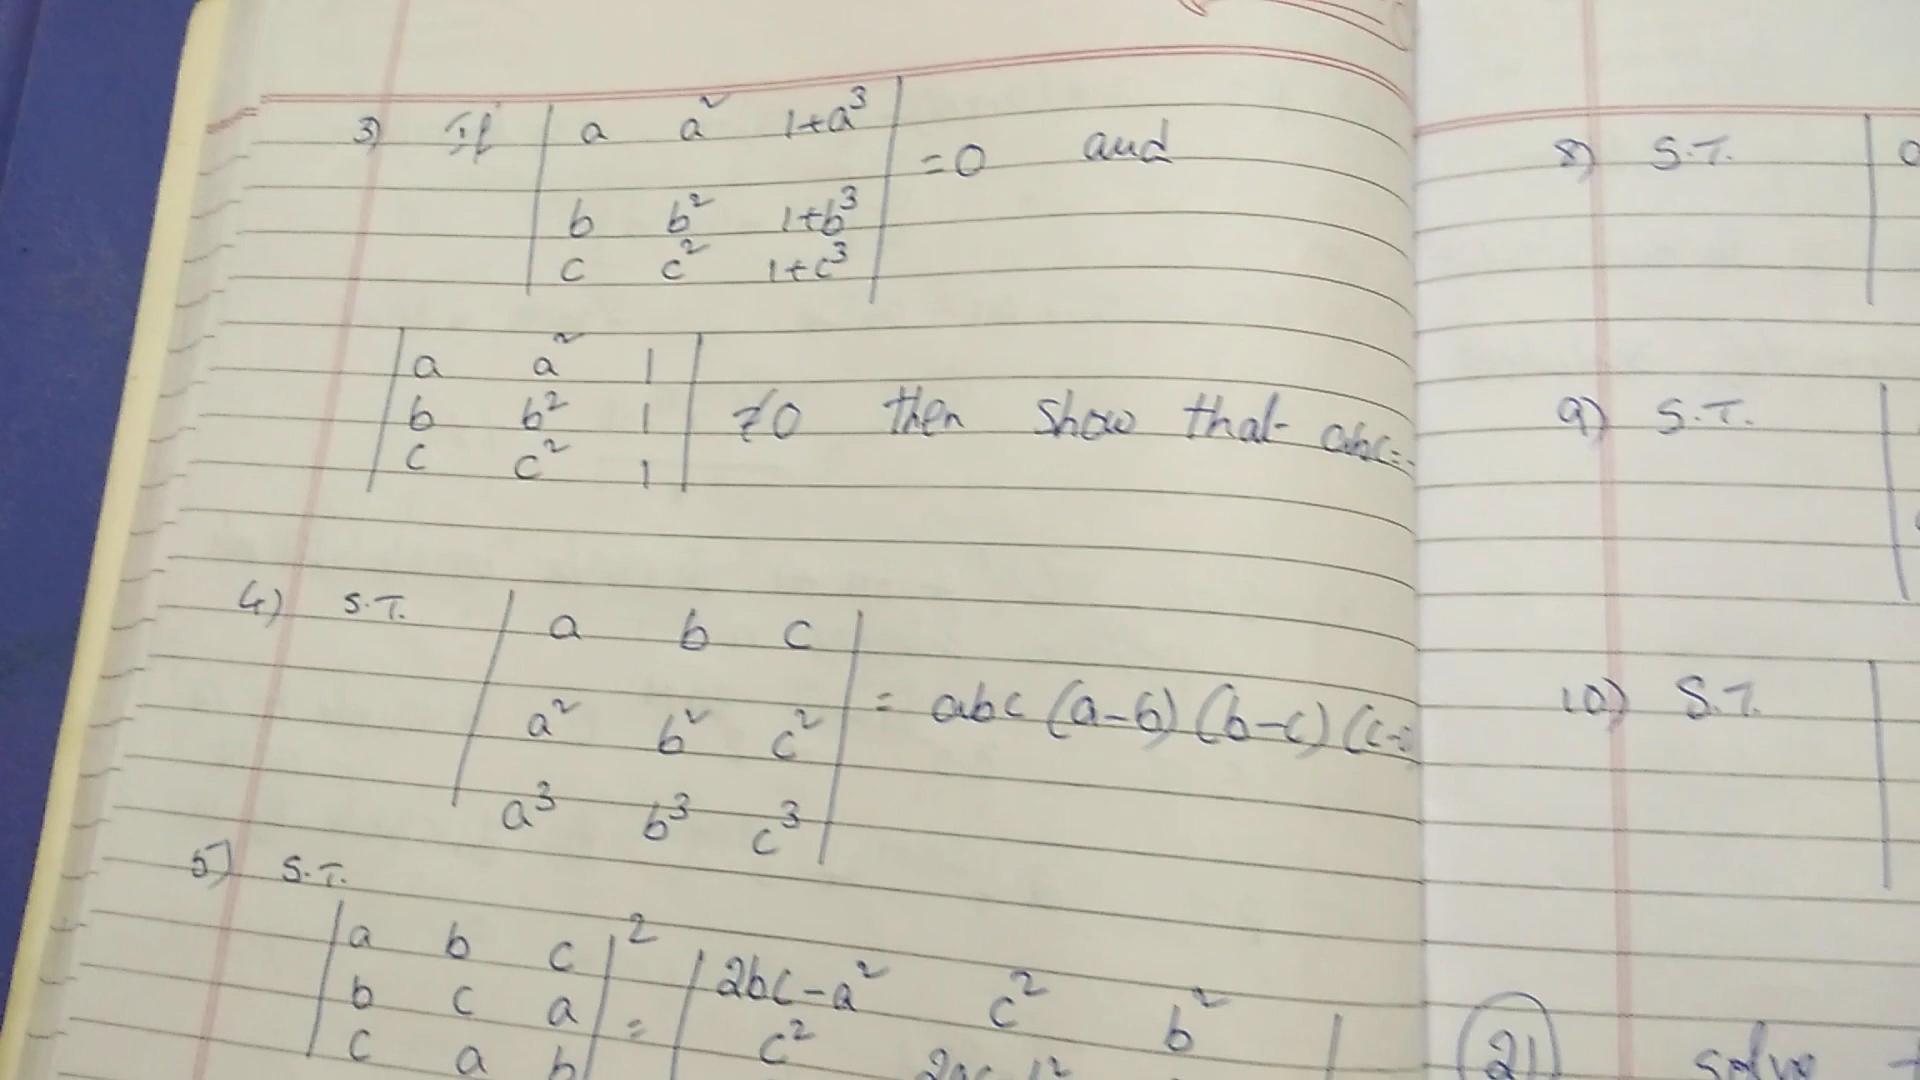 3) If | a a² 1+a³ |
= 0 and
| b b² 1+b³ |
| c c² 1+c³ |
| a a² 1 |
| b b² 1 | ≠0 then show that abc=-
| c c² 1 |
4) S.T. | a b c |
| a² b² c² | = abc (a-b) (b-c) (c-
| a³ b³ c³ |
5) S.T.
| a b c |² | 2bc-a² c² b² |
| b c a | = | c²
| c a b |
8) S.T.
9) S.T.
10) S.T.
21 solve